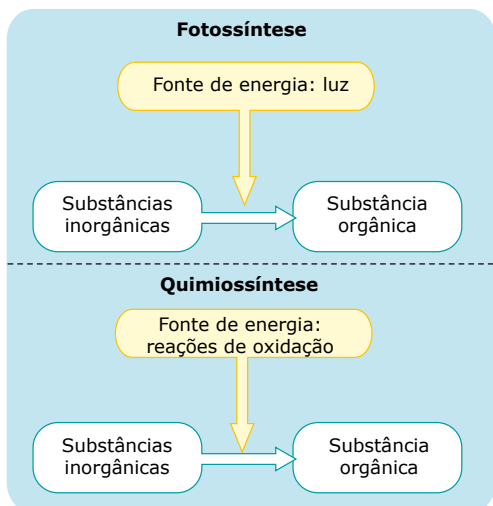 Fotossíntese
Fonte de energia: luz
Substâncias
inorgânicas
Substância
orgânica
Quimiossíntese
Fonte de energia:
reações de oxidação
Substâncias
inorgânicas
Substância
orgânica